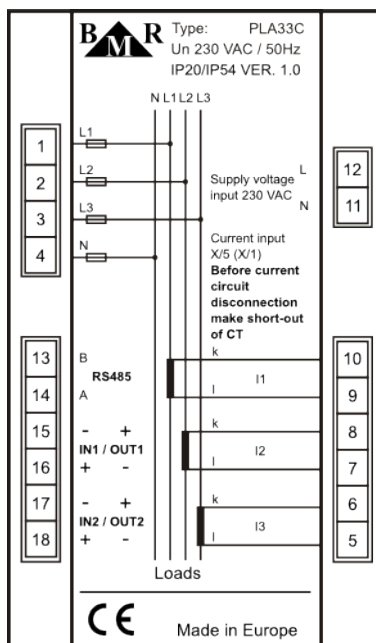 BMR
Type: PLA33C
Un 230 VAC / 50Hz
IP20/IP54 VER. 1.0
N L1 L2 L3
1 L1
2 L2
3 L3
4 N
Supply voltage
input 230 VAC
L 12
N 11
Current input
X/5 (X/1)
Before current
circuit
disconnection
make short-out
of CT
13 B
RS485
14 A
15 - +
IN1 / OUT1
16 + -
17 - +
IN2 / OUT2
18 + -
k 10
I1
l 9
k 8
I2
l 7
k 6
I3
l 5
Loads
CE
Made in Europe